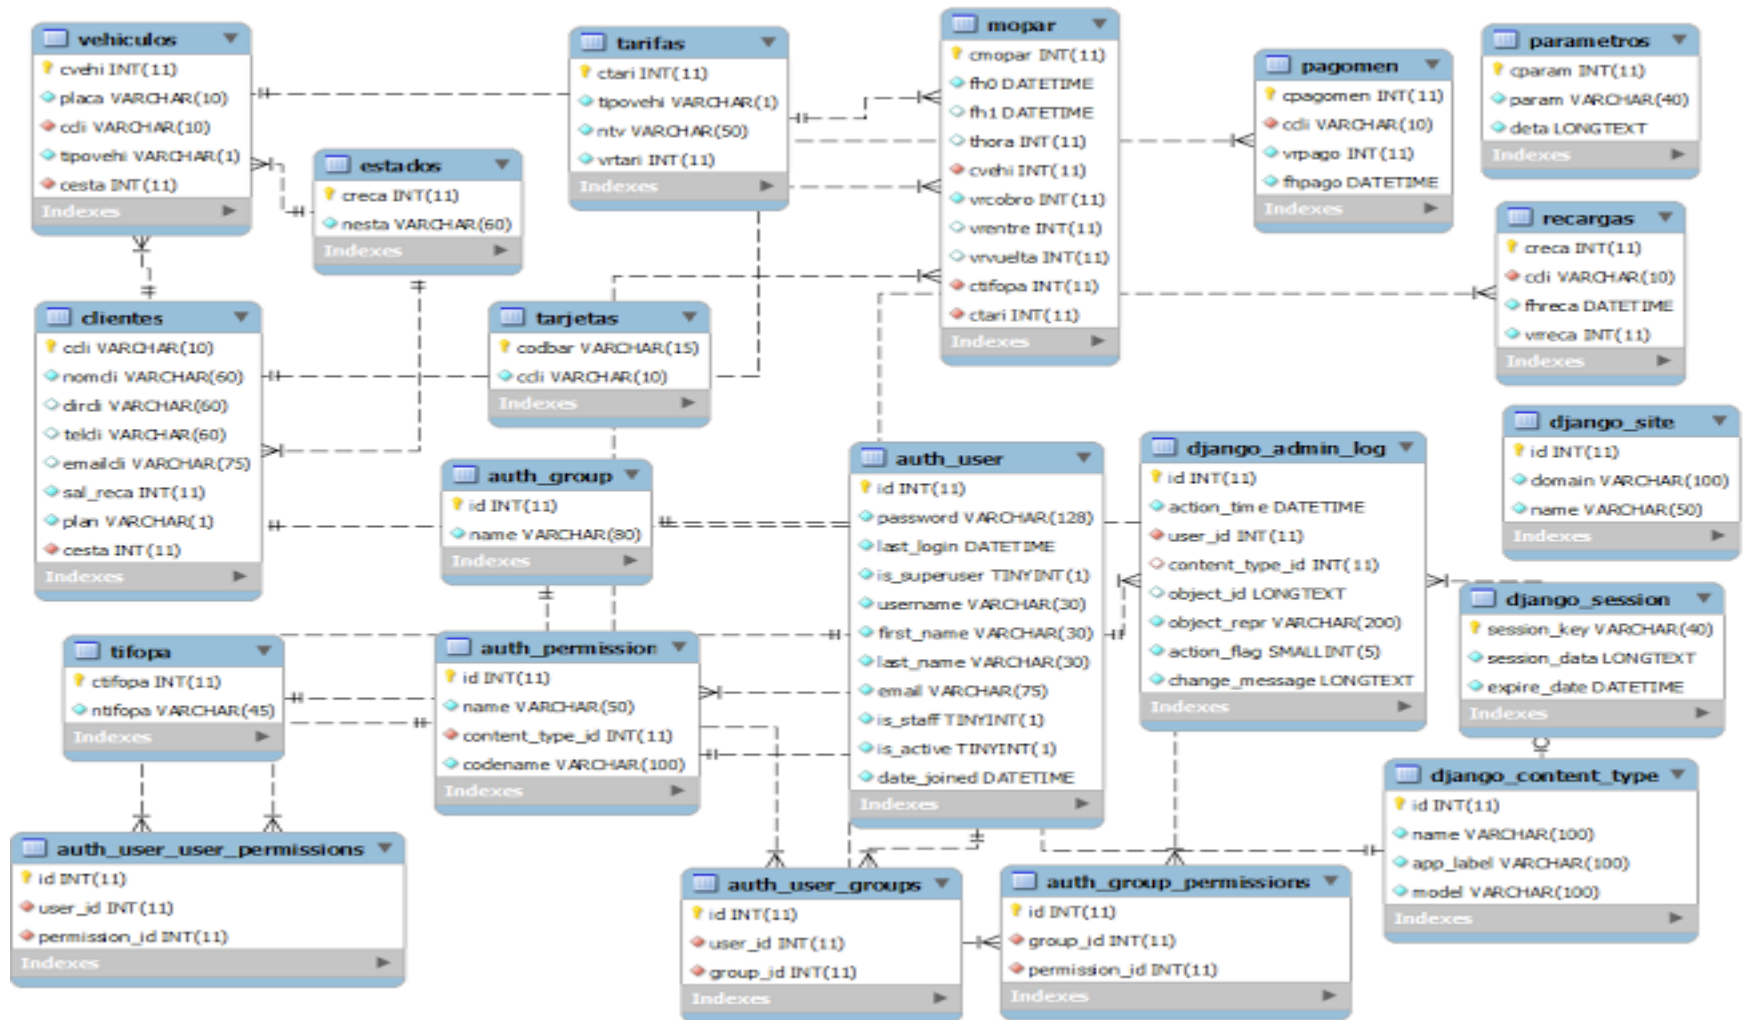 vehiculos
cvehi INT(11)
placa VARCHAR(10)
ccli VARCHAR(10)
tipovehi VARCHAR(1)
cesta INT(11)
Indexes
estados
creca INT(11)
nesta VARCHAR(60)
Indexes
tarifas
ctari INT(11)
tipovehi VARCHAR(1)
ntv VARCHAR(50)
vrtari INT(11)
Indexes
mopar
cmopar INT(11)
fh0 DATETIME
fh1 DATETIME
thora INT(11)
cvehi INT(11)
vrcobro INT(11)
vrentre INT(11)
vrvuelta INT(11)
ctifopa INT(11)
ctari INT(11)
Indexes
pagomen
cpagomen INT(11)
ccli VARCHAR(10)
vrpago INT(11)
fhpago DATETIME
Indexes
parametros
cparam INT(11)
param VARCHAR(40)
deta LONGTEXT
Indexes
recargas
creca INT(11)
ccli VARCHAR(10)
fhreca DATETIME
vrreca INT(11)
Indexes
clientes
ccli VARCHAR(10)
nomcli VARCHAR(60)
dircli VARCHAR(60)
telcli VARCHAR(60)
emailcli VARCHAR(75)
sal_reca INT(11)
plan VARCHAR(1)
cesta INT(11)
Indexes
tarjetas
codbar VARCHAR(15)
ccli VARCHAR(10)
Indexes
auth_group
id INT(11)
name VARCHAR(80)
Indexes
auth_user
id INT(11)
password VARCHAR(128)
last_login DATETIME
is_superuser TINYINT(1)
username VARCHAR(30)
first_name VARCHAR(30)
last_name VARCHAR(30)
email VARCHAR(75)
is_staff TINYINT(1)
is_active TINYINT(1)
date_joined DATETIME
Indexes
django_admin_log
id INT(11)
action_time DATETIME
user_id INT(11)
content_type_id INT(11)
object_id LONGTEXT
object_repr VARCHAR(200)
action_flag SMALLINT(5)
change_message LONGTEXT
Indexes
django_site
id INT(11)
domain VARCHAR(100)
name VARCHAR(50)
Indexes
django_session
session_key VARCHAR(40)
session_data LONGTEXT
expire_date DATETIME
Indexes
tifopa
ctifopa INT(11)
ntifopa VARCHAR(45)
Indexes
auth_permission
id INT(11)
name VARCHAR(50)
content_type_id INT(11)
codename VARCHAR(100)
Indexes
django_content_type
id INT(11)
name VARCHAR(100)
app_label VARCHAR(100)
model VARCHAR(100)
Indexes
auth_user_user_permissions
id INT(11)
user_id INT(11)
permission_id INT(11)
Indexes
auth_user_groups
id INT(11)
user_id INT(11)
group_id INT(11)
Indexes
auth_group_permissions
id INT(11)
group_id INT(11)
permission_id INT(11)
Indexes